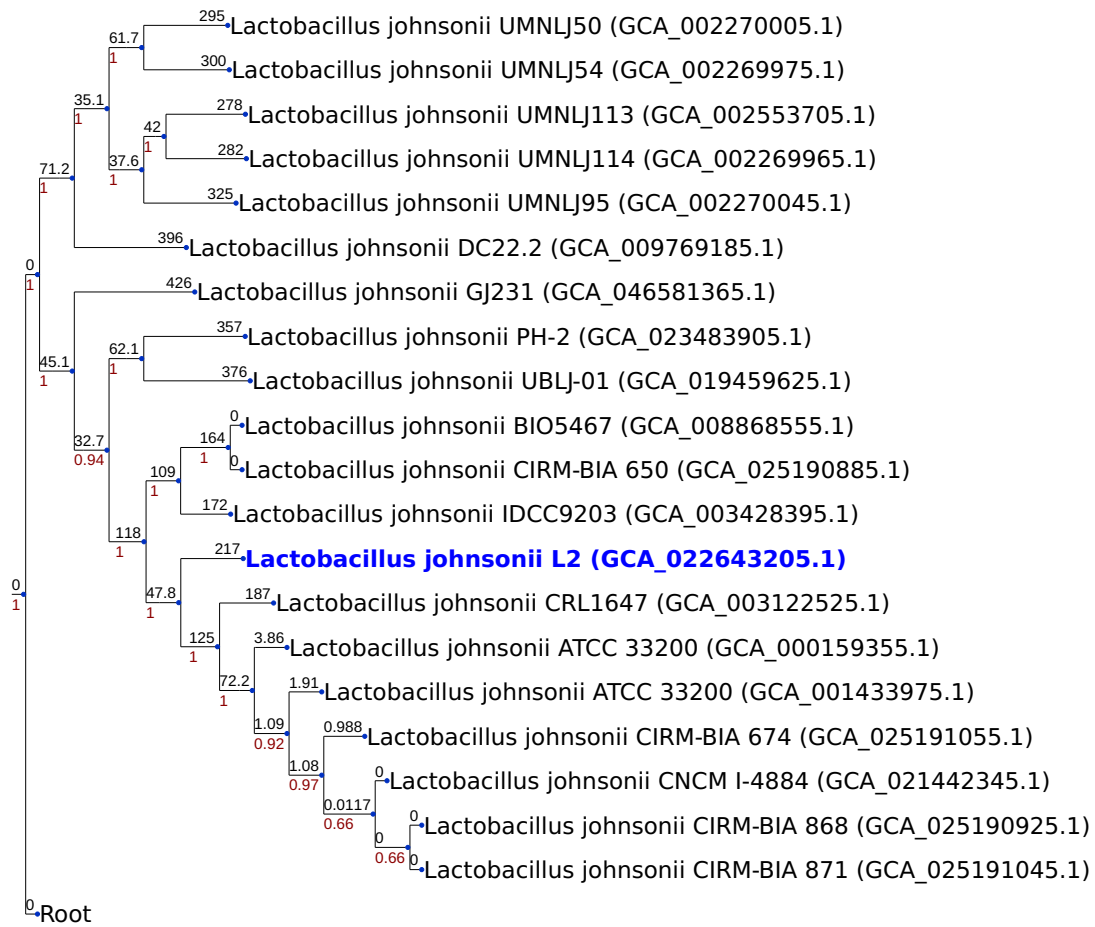 295 Lactobacillus johnsonii UMNLJ50 (GCA_002270005.1)
61.7
1
300 Lactobacillus johnsonii UMNLJ54 (GCA_002269975.1)
35.1
1
278 Lactobacillus johnsonii UMNLJ113 (GCA_002553705.1)
42
1
282 Lactobacillus johnsonii UMNLJ114 (GCA_002269965.1)
37.6
1
71.2
1
325 Lactobacillus johnsonii UMNLJ95 (GCA_002270045.1)
396 Lactobacillus johnsonii DC22.2 (GCA_009769185.1)
0
1
426 Lactobacillus johnsonii GJ231 (GCA_046581365.1)
357 Lactobacillus johnsonii PH-2 (GCA_023483905.1)
62.1
1
45.1
1
376 Lactobacillus johnsonii UBLJ-01 (GCA_019459625.1)
0 Lactobacillus johnsonii BIO5467 (GCA_008868555.1)
32.7
0.94
164
1
0 Lactobacillus johnsonii CIRM-BIA 650 (GCA_025190885.1)
109
1
172 Lactobacillus johnsonii IDCC9203 (GCA_003428395.1)
118
1
217 Lactobacillus johnsonii L2 (GCA_022643205.1)
0
1
47.8
1
187 Lactobacillus johnsonii CRL1647 (GCA_003122525.1)
125
1
3.86 Lactobacillus johnsonii ATCC 33200 (GCA_000159355.1)
72.2
1
1.91 Lactobacillus johnsonii ATCC 33200 (GCA_001433975.1)
1.09
0.92
0.988 Lactobacillus johnsonii CIRM-BIA 674 (GCA_025191055.1)
1.08
0.97
0 Lactobacillus johnsonii CNCM I-4884 (GCA_021442345.1)
0.0117
0.66
0 Lactobacillus johnsonii CIRM-BIA 868 (GCA_025190925.1)
0
0.66
0 Lactobacillus johnsonii CIRM-BIA 871 (GCA_025191045.1)
0 Root